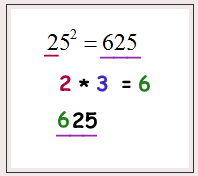 25² = 625
2 * 3 = 6
625